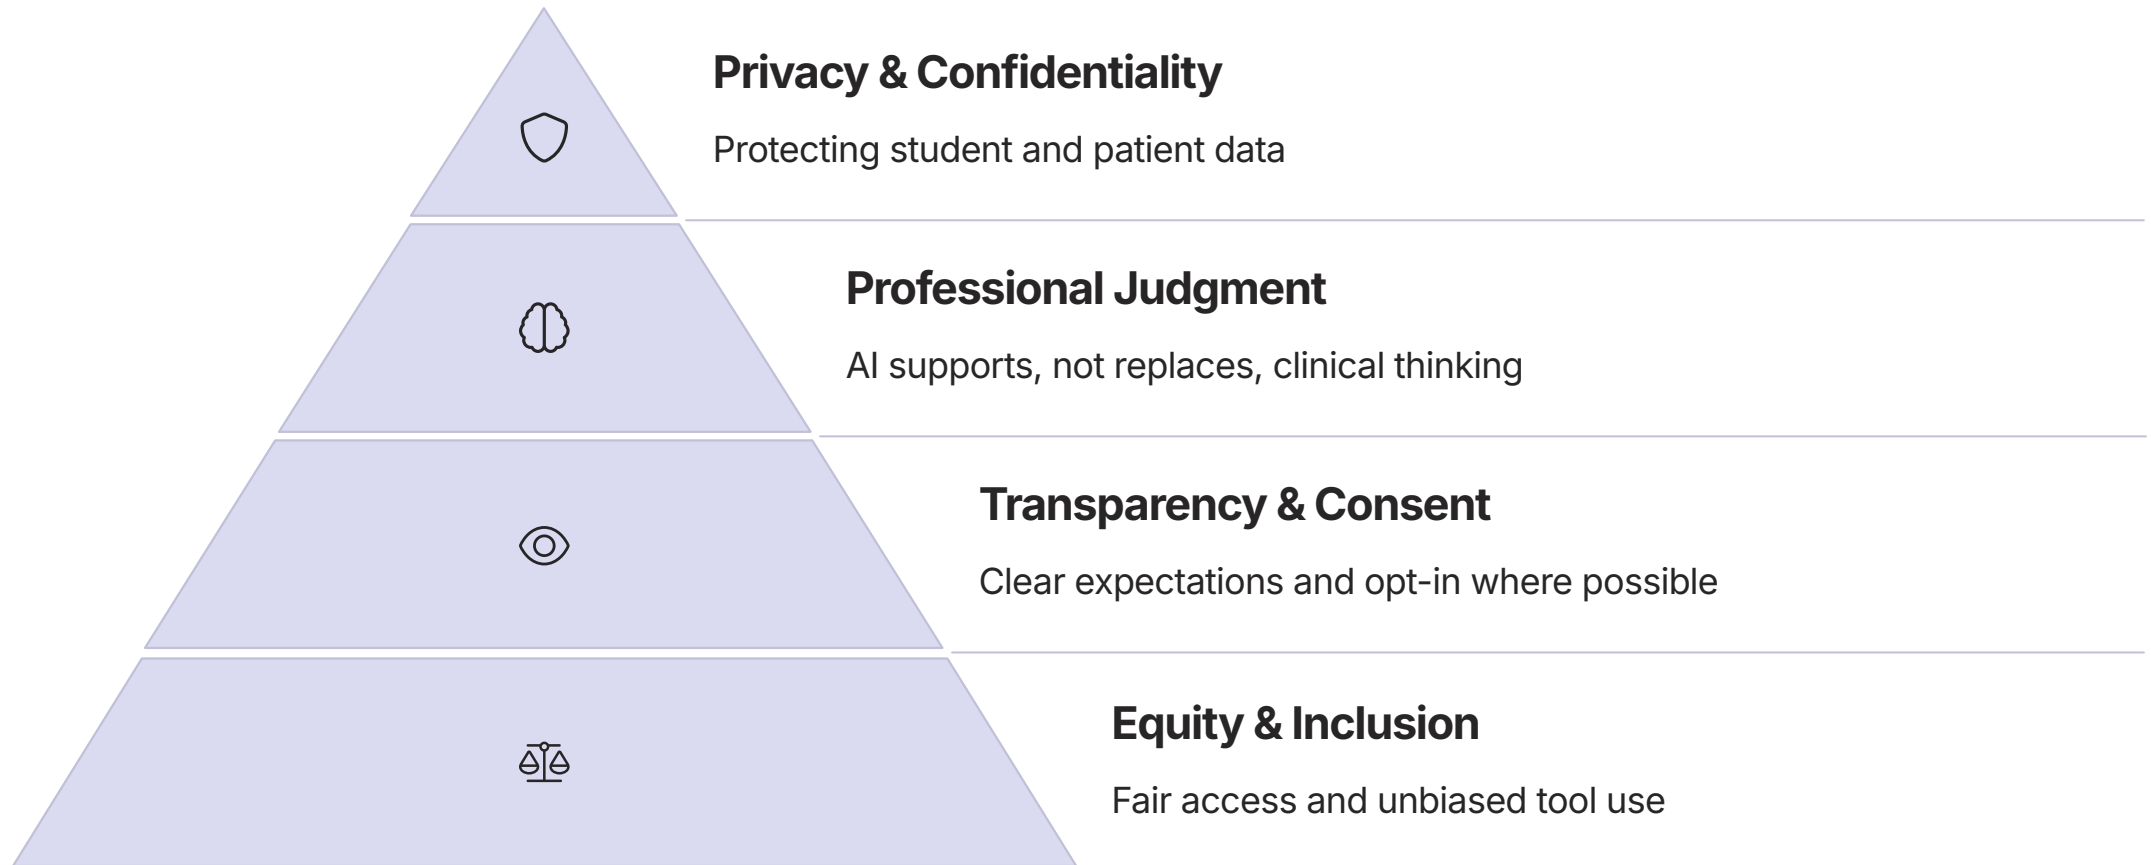 Privacy & Confidentiality
Protecting student and patient data
Professional Judgment
AI supports, not replaces, clinical thinking
Transparency & Consent
Clear expectations and opt-in where possible
Equity & Inclusion
Fair access and unbiased tool use